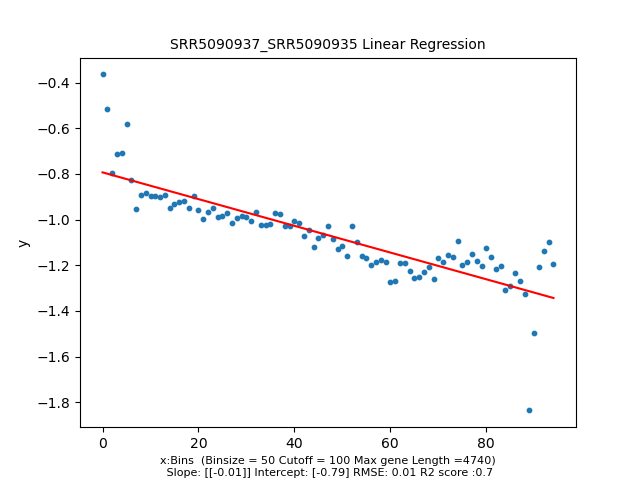 SRR5090937_SRR5090935 Linear Regression
−0.4
−0.6
−0.8
−1.0
−1.2
−1.4
−1.6
−1.8
y
0 20 40 60 80
x:Bins  (Binsize = 50 Cutoff = 100 Max gene Length =4740)
Slope: [[-0.01]] Intercept: [-0.79] RMSE: 0.01 R2 score :0.7